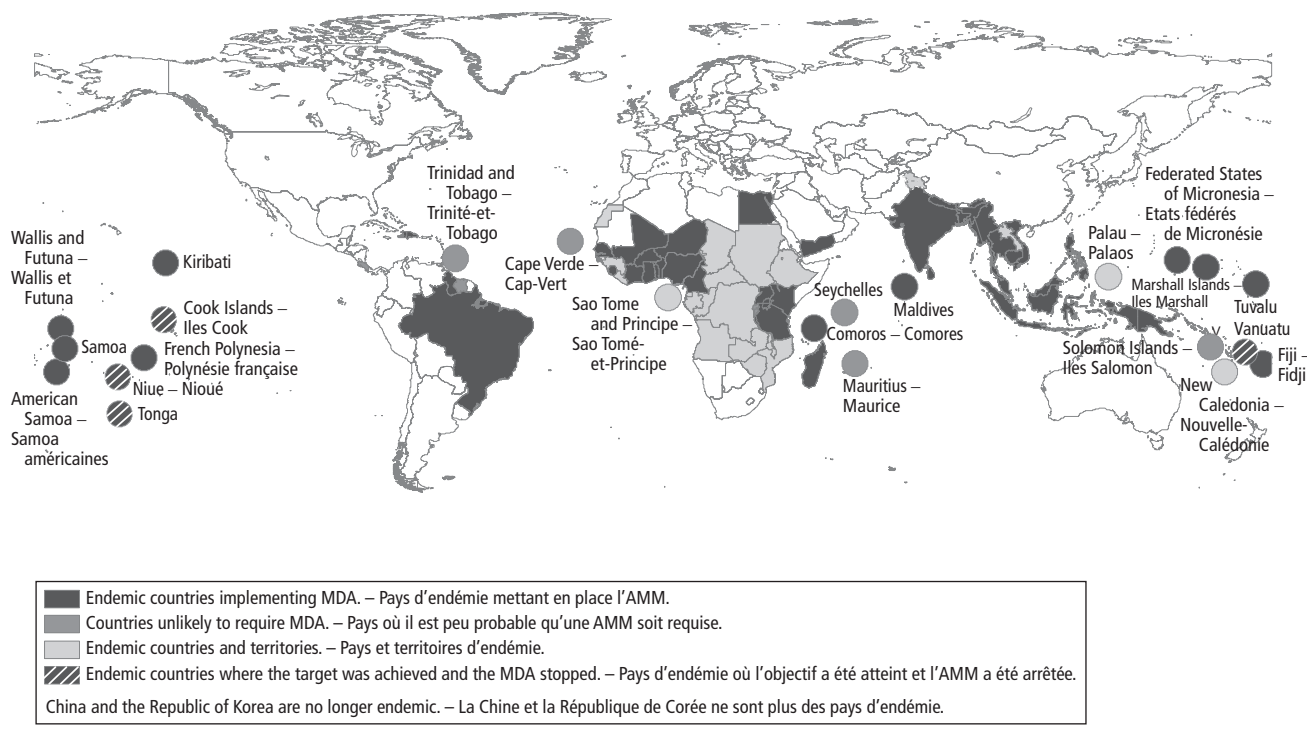 Trinidad and
Tobago –
Trinité-et-
Tobago
Federated States
of Micronesia –
Etats fédérés
de Micronésie
Wallis and
Futuna –
Wallis et
Futuna
Kiribati
Cape Verde –
Cap-Vert
Palau –
Palaos
Marshall Islands –
Iles Marshall
Tuvalu
Seychelles
Maldives
Sao Tome
and Principe –
Sao Tomé-
et-Principe
Cook Islands –
Iles Cook
Samoa
French Polynesia –
Polynésie française
Niue – Nioué
Comoros – Comores
Vanuatu
V
Solomon Islands –
Iles Salomon
Fiji –
Fidji
American
Samoa –
Samoa
américaines
Tonga
Mauritius –
Maurice
New
Caledonia –
Nouvelle-
Calédonie
Endemic countries implementing MDA. – Pays d'endémie mettant en place l'AMM.
Countries unlikely to require MDA. – Pays où il est peu probable qu'une AMM soit requise.
Endemic countries and territories. – Pays et territoires d'endémie.
Endemic countries where the target was achieved and the MDA stopped. – Pays d'endémie où l'objectif a été atteint et l'AMM a été arrêtée.
China and the Republic of Korea are no longer endemic. – La Chine et la République de Corée ne sont plus des pays d'endémie.